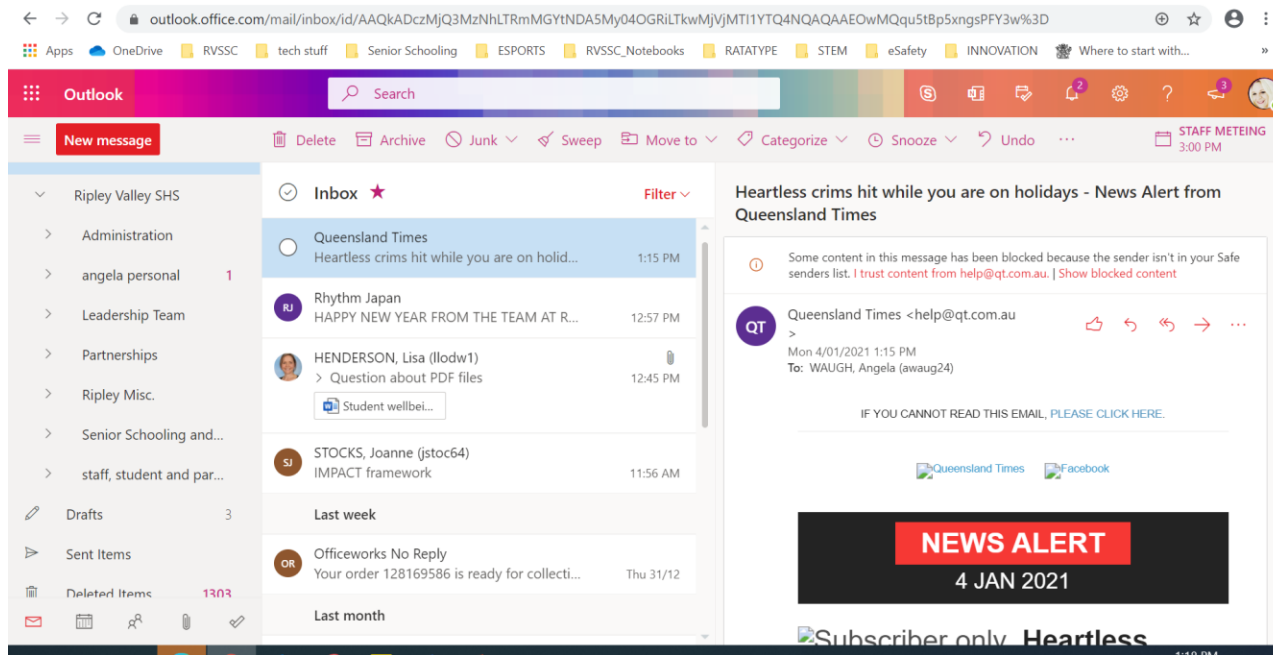 outlook.office.com/mail/inbox/id/AAQkADczMjQ3MzNhLTRmMGYtNDA5My04OGRiLTkwMjVjMTI1YTQ4NQAQAAEOwMQqu5tBp5xngsPFY3w%3D
Apps OneDrive RVSSC tech stuff Senior Schooling ESPORTS RVSSC_Notebooks RATATYPE STEM eSafety INNOVATION Where to start with... »
Outlook Search 2 ? 3
New message Delete Archive Junk Sweep Move to Categorize Snooze Undo ... STAFF METEING
3:00 PM
Ripley Valley SHS
Administration
angela personal 1
Leadership Team
Partnerships
Ripley Misc.
Senior Schooling and...
staff, student and par...
Drafts 3
Sent Items
Deleted Items 1303
Inbox Filter
Queensland Times
Heartless crims hit while you are on holid... 1:15 PM
RJ
Rhythm Japan
HAPPY NEW YEAR FROM THE TEAM AT R... 12:57 PM
HENDERSON, Lisa (llodw1)
> Question about PDF files 12:45 PM
Student wellbei...
SJ
STOCKS, Joanne (jstoc64)
IMPACT framework 11:56 AM
Last week
OR
Officeworks No Reply
Your order 128169586 is ready for collecti... Thu 31/12
Last month
Heartless crims hit while you are on holidays - News Alert from
Queensland Times
Some content in this message has been blocked because the sender isn't in your Safe
senders list. I trust content from help@qt.com.au. | Show blocked content
QT
Queensland Times <help@qt.com.au
>
Mon 4/01/2021 1:15 PM
To: WAUGH, Angela (awaug24)
IF YOU CANNOT READ THIS EMAIL, PLEASE CLICK HERE.
Queensland Times Facebook
NEWS ALERT
4 JAN 2021
Subscriber only Heartless